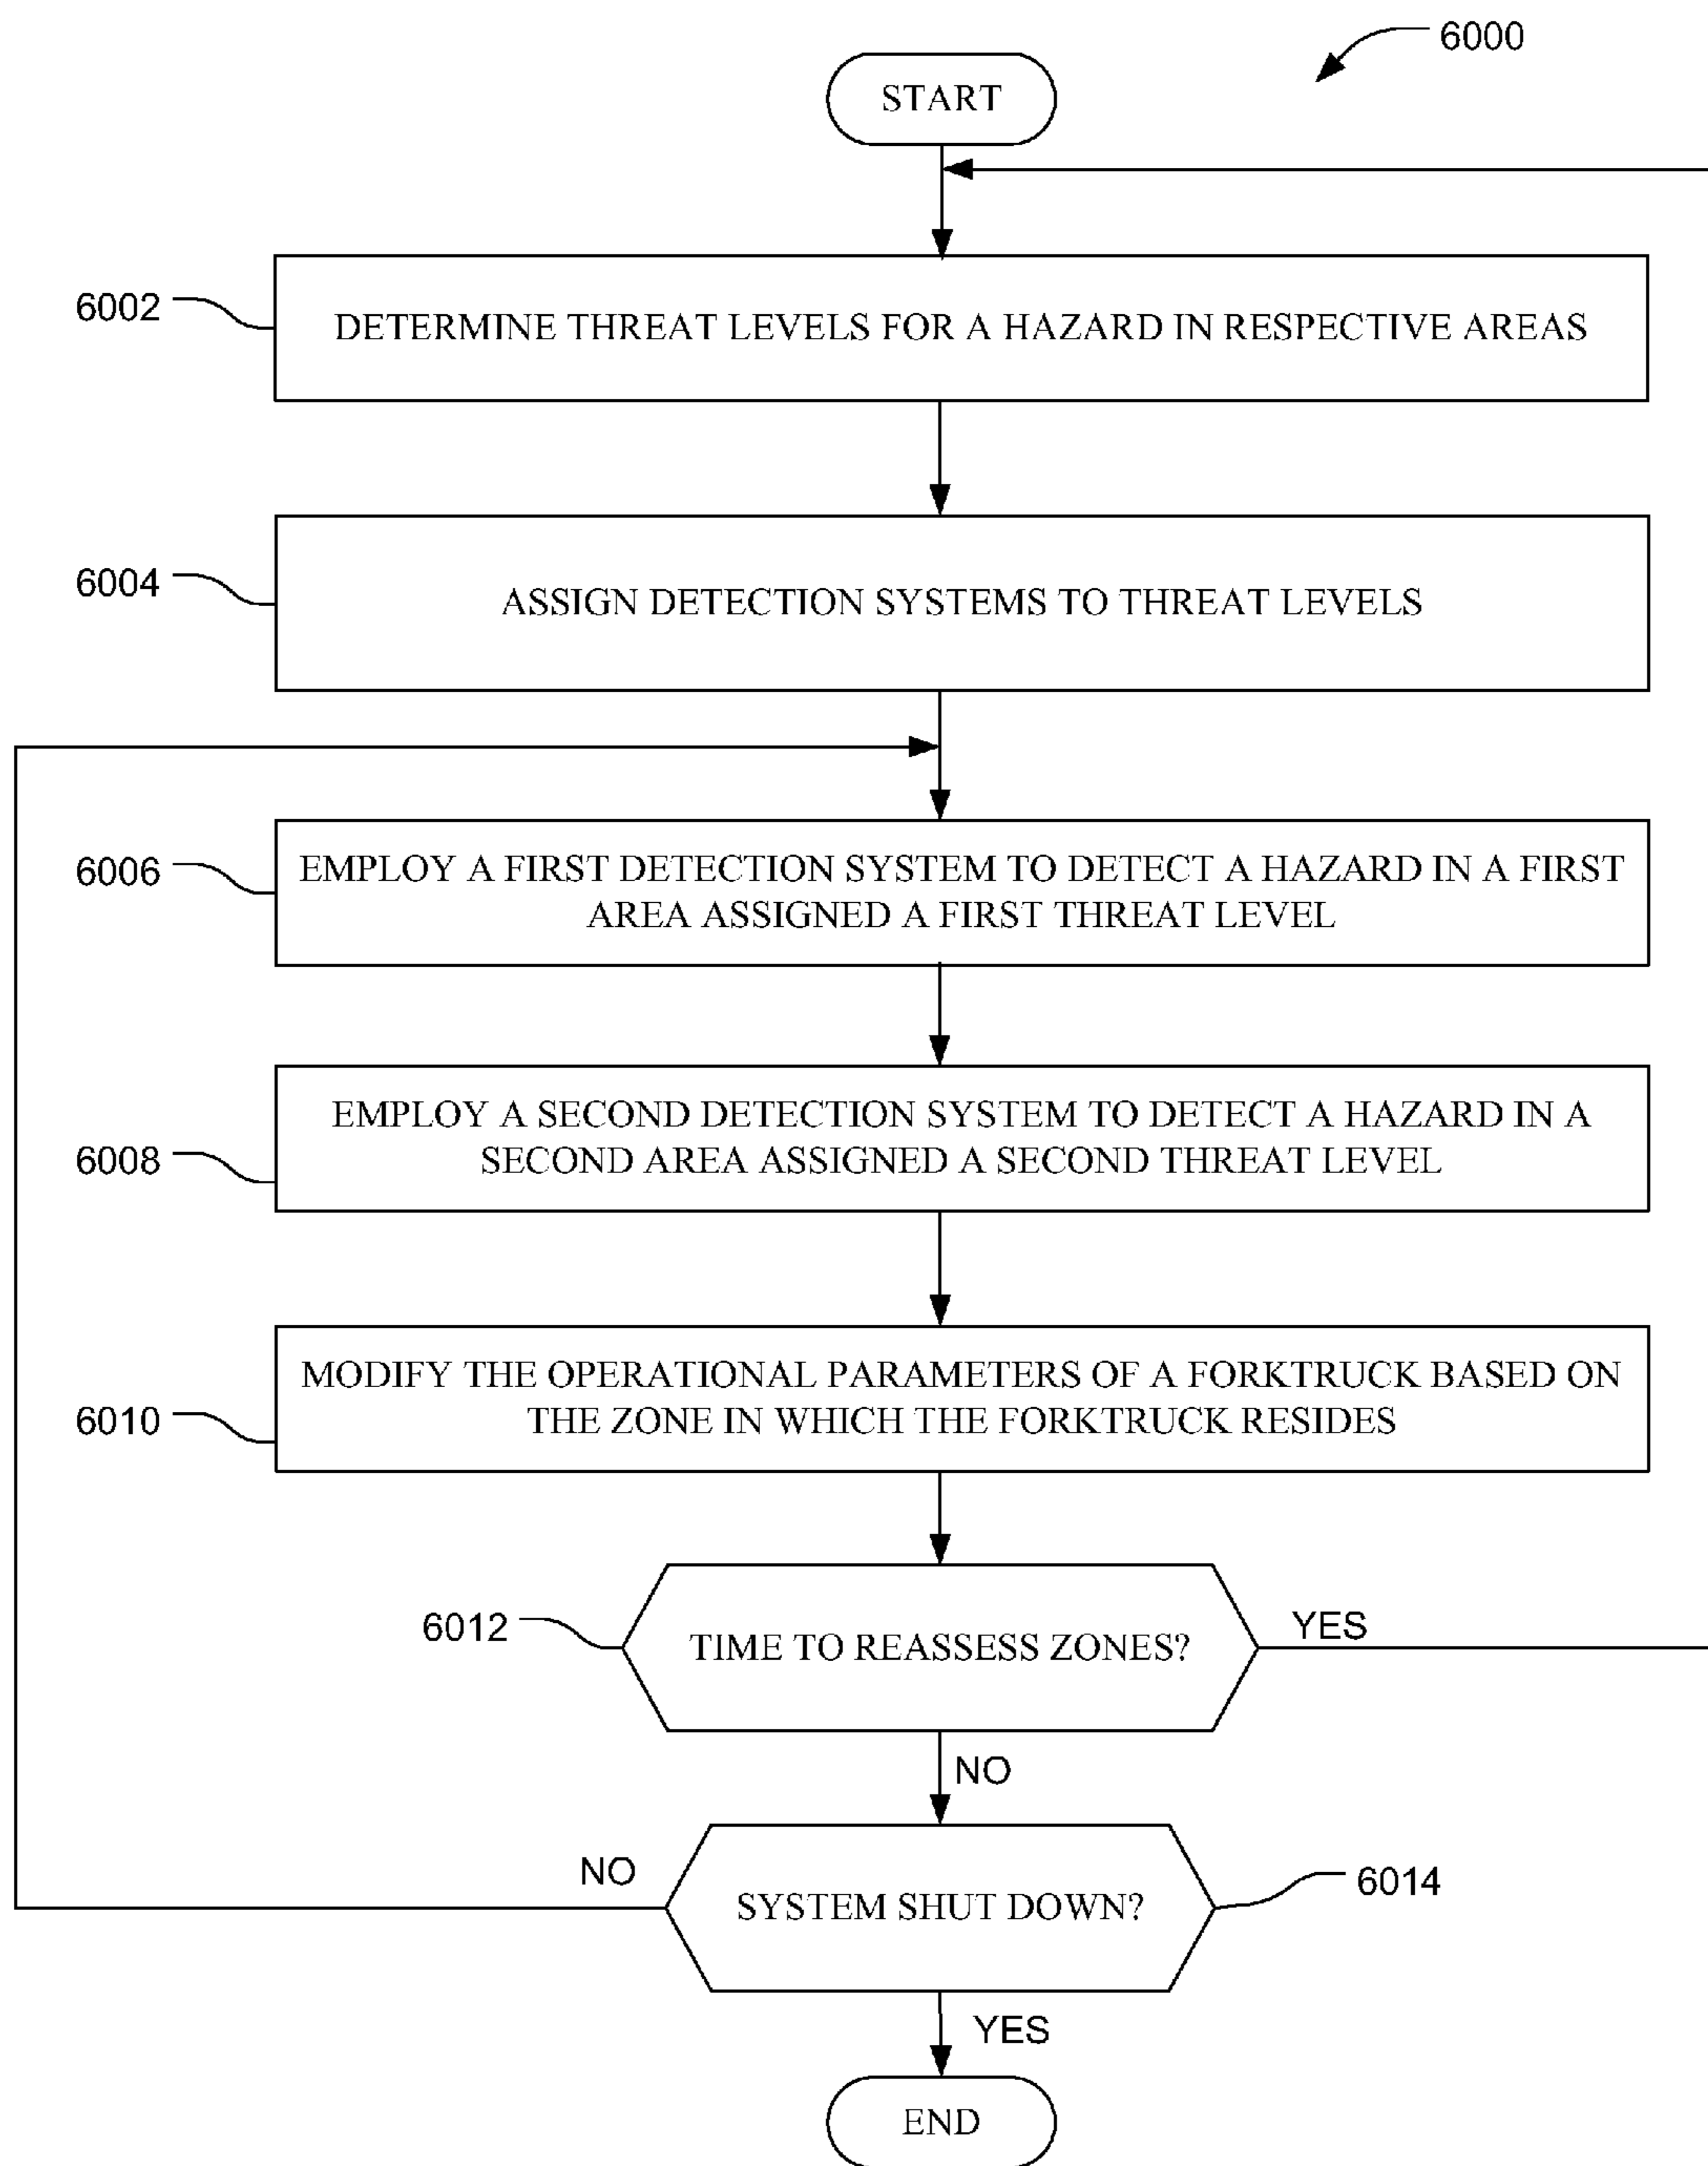 6000
START
6002
DETERMINE THREAT LEVELS FOR A HAZARD IN RESPECTIVE AREAS
6004
ASSIGN DETECTION SYSTEMS TO THREAT LEVELS
6006
EMPLOY A FIRST DETECTION SYSTEM TO DETECT A HAZARD IN A FIRST
AREA ASSIGNED A FIRST THREAT LEVEL
6008
EMPLOY A SECOND DETECTION SYSTEM TO DETECT A HAZARD IN A
SECOND AREA ASSIGNED A SECOND THREAT LEVEL
6010
MODIFY THE OPERATIONAL PARAMETERS OF A FORKTRUCK BASED ON
THE ZONE IN WHICH THE FORKTRUCK RESIDES
6012
TIME TO REASSESS ZONES?
YES
NO
NO
SYSTEM SHUT DOWN?
6014
YES
END